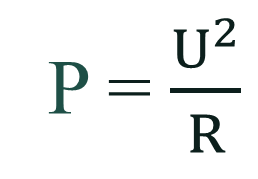 P = U²/R